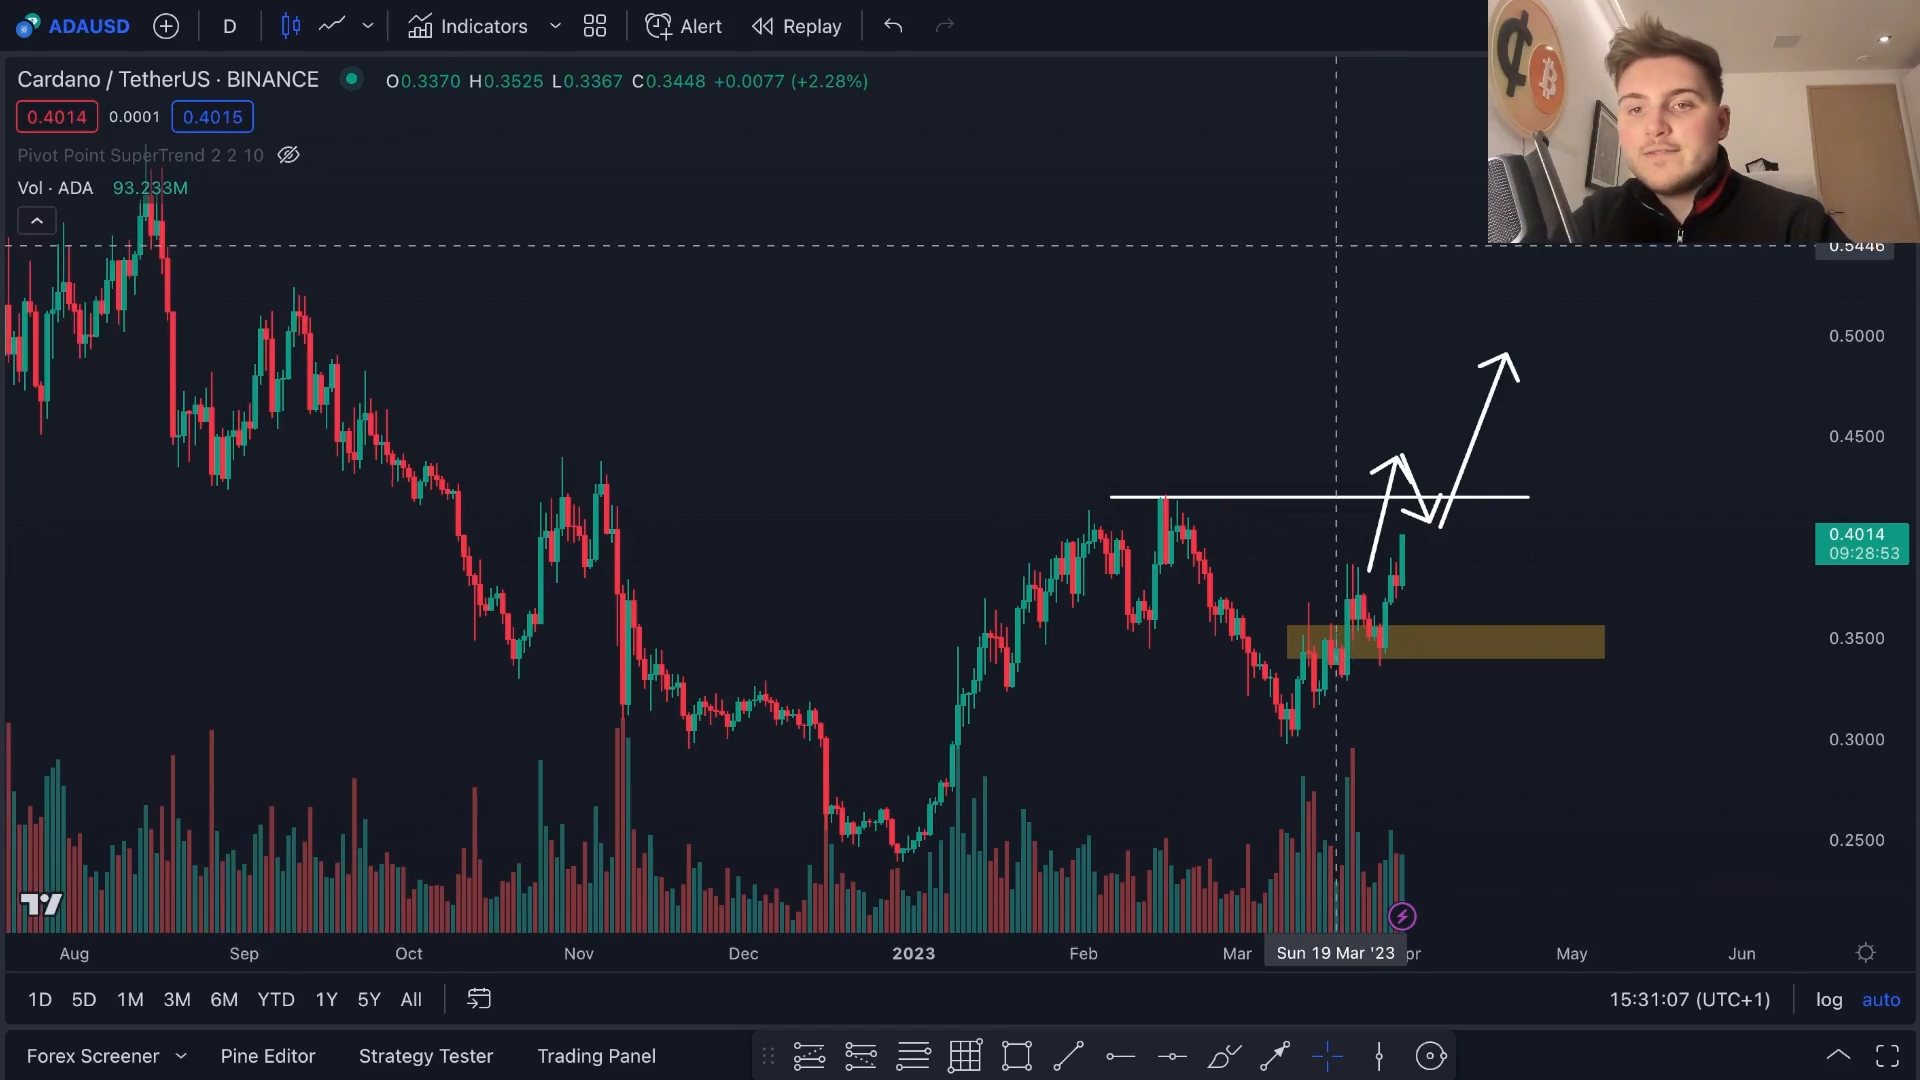 ADAUSD D Indicators Alert Replay
Cardano / TetherUS · BINANCE O0.3370 H0.3525 L0.3367 C0.3448 +0.0077 (+2.28%)
0.4014 0.0001 0.4015
Pivot Point SuperTrend 2 2 10
Vol · ADA 93.233M
0.5446
0.5000
0.4500
0.4014
09:28:53
0.3500
0.3000
0.2500
Aug Sep Oct Nov Dec 2023 Feb Mar Sun 19 Mar '23 pr May Jun
1D 5D 1M 3M 6M YTD 1Y 5Y All 15:31:07 (UTC+1) log auto
Forex Screener Pine Editor Strategy Tester Trading Panel